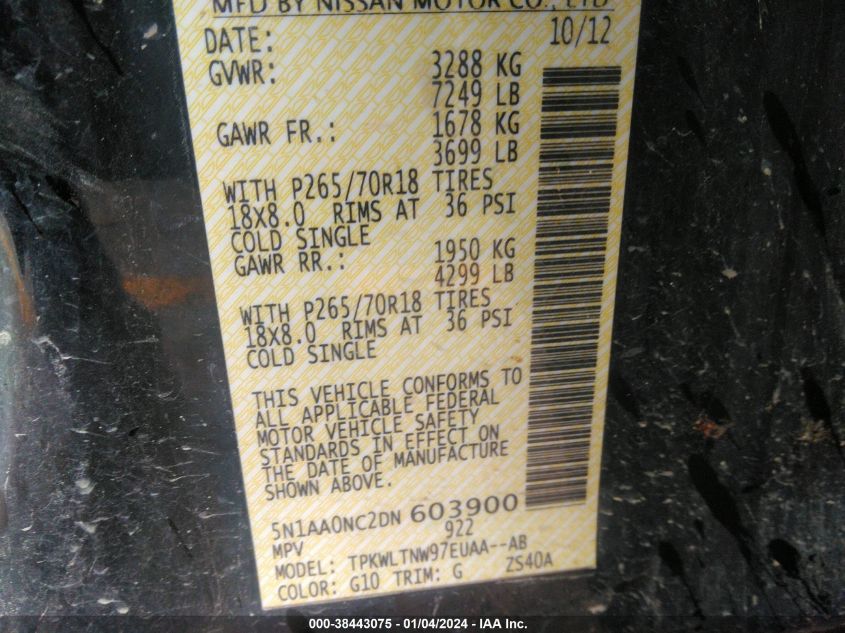 MFD BY NISSAN MOTOR CO., LTD
DATE: 10/12
GVWR: 3288 KG
7249 LB
GAWR FR.: 1678 KG
3699 LB
WITH P265/70R18 TIRES
18X8.0 RIMS AT 36 PSI
COLD SINGLE
GAWR RR.: 1950 KG
4299 LB
WITH P265/70R18 TIRES
18X8.0 RIMS AT 36 PSI
COLD SINGLE
THIS VEHICLE CONFORMS TO
ALL APPLICABLE FEDERAL
MOTOR VEHICLE SAFETY
STANDARDS IN EFFECT ON
THE DATE OF MANUFACTURE
SHOWN ABOVE.
5N1AA0NC2DN 603900
MPV 922
MODEL: TPKWLTNW97EUAA--AB
COLOR: G10 TRIM: G ZS40A
000-38443075 - 01/04/2024 - IAA Inc.